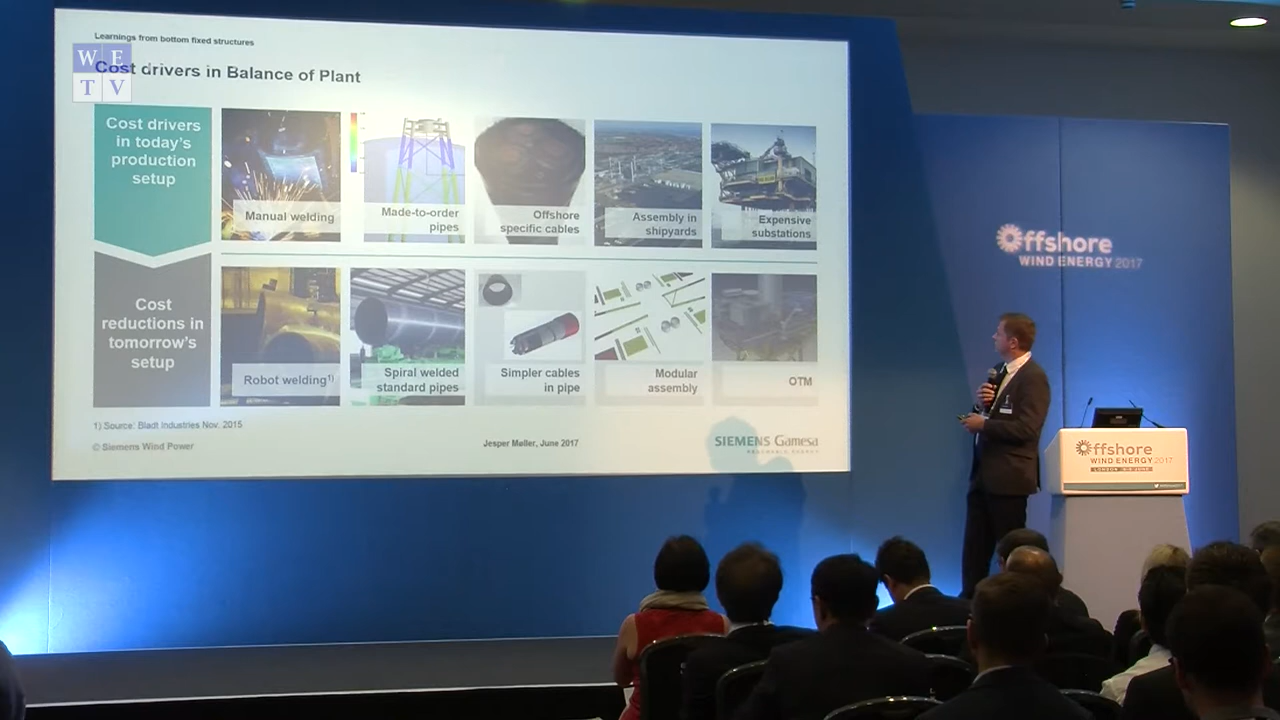 Learnings from bottom fixed structures
WE
TV
Cost drivers in Balance of Plant
Cost drivers
in today's
production
setup
Manual welding
Made-to-order
pipes
Offshore
specific cables
Assembly in
shipyards
Expensive
substations
Cost
reductions in
tomorrow's
setup
Robot welding1)
Spiral welded
standard pipes
Simpler cables
in pipe
Modular
assembly
OTM
1) Source: Bladt Industries Nov. 2015
© Siemens Wind Power
Jesper Møller, June 2017
SIEMENS Gamesa
RENEWABLE ENERGY
Offshore
WIND ENERGY 2017
Offshore
WIND ENERGY 2017